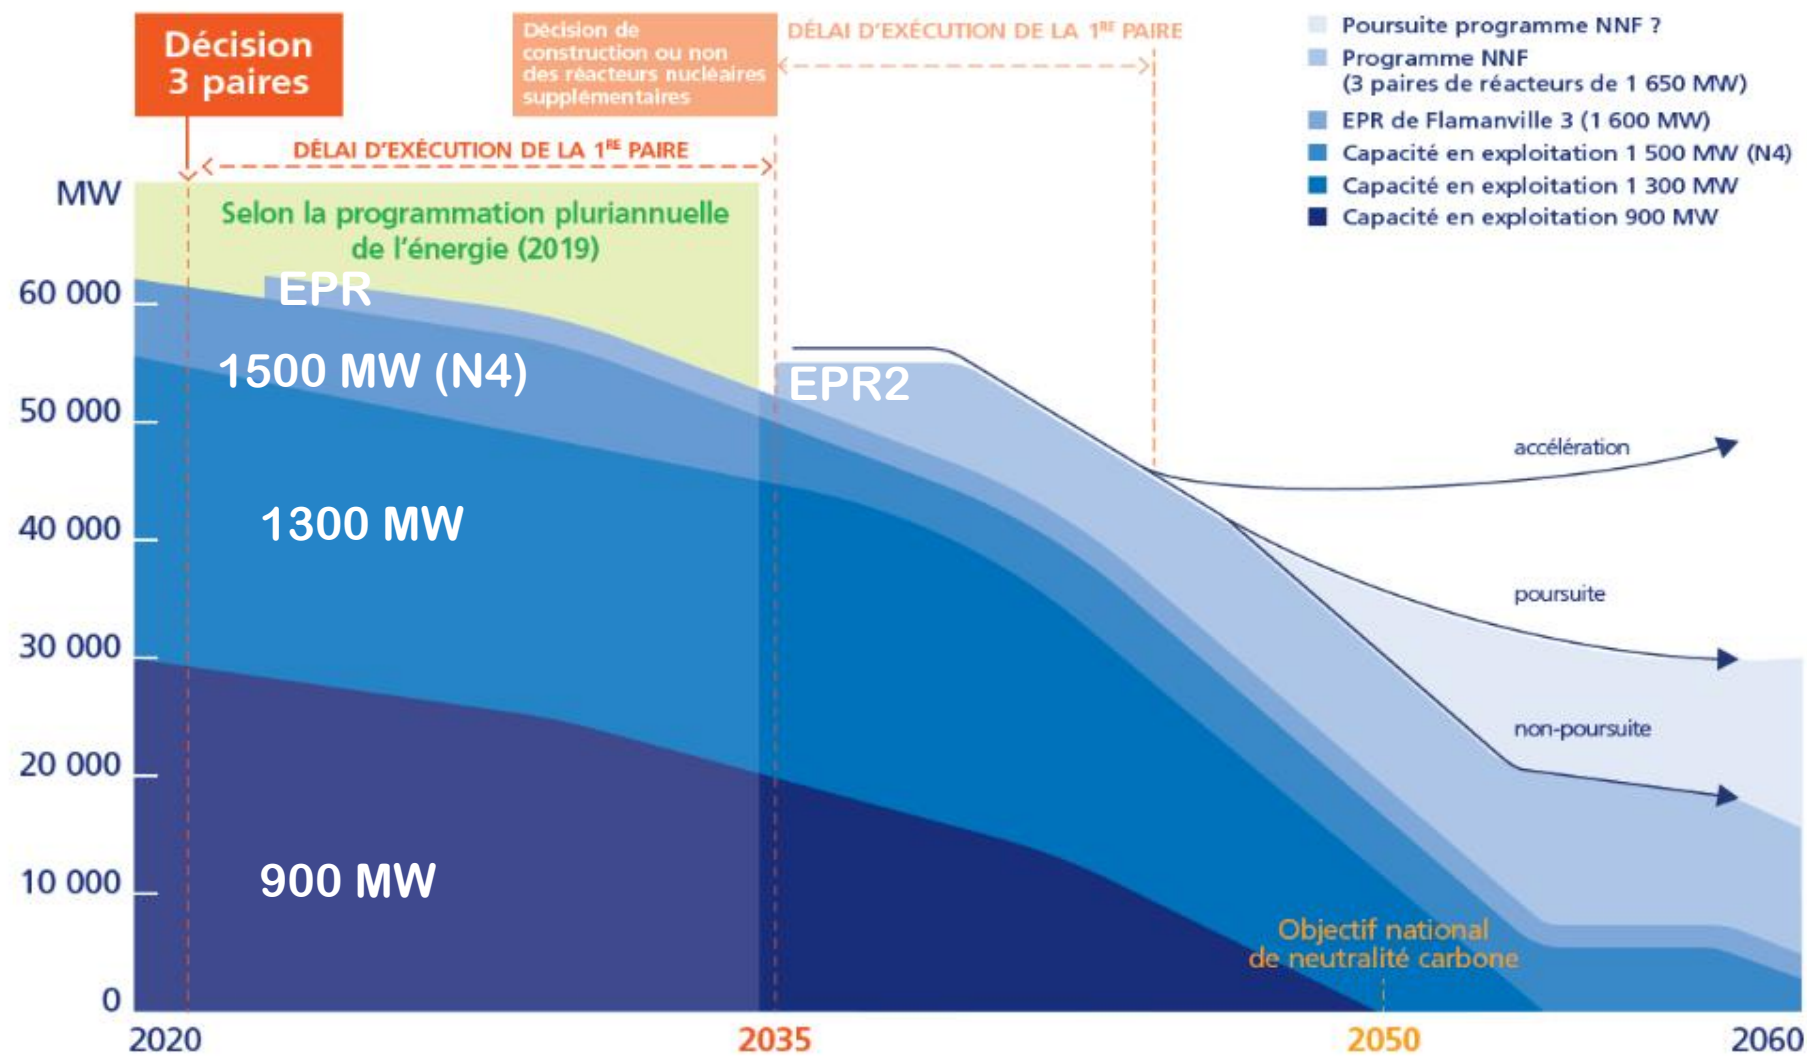 Décision
3 paires
Décision de
construction ou non
des réacteurs nucléaires
supplémentaires
DÉLAI D'EXÉCUTION DE LA 1RE PAIRE
Poursuite programme NNF ?
Programme NNF
(3 paires de réacteurs de 1 650 MW)
EPR de Flamanville 3 (1 600 MW)
Capacité en exploitation 1 500 MW (N4)
Capacité en exploitation 1 300 MW
Capacité en exploitation 900 MW
DÉLAI D'EXÉCUTION DE LA 1RE PAIRE
MW
Selon la programmation pluriannuelle
de l'énergie (2019)
60 000
EPR
1500 MW (N4)
EPR2
50 000
accélération
1300 MW
40 000
poursuite
30 000
non-poursuite
20 000
900 MW
10 000
Objectif national
de neutralité carbone
0
2020
2035
2050
2060